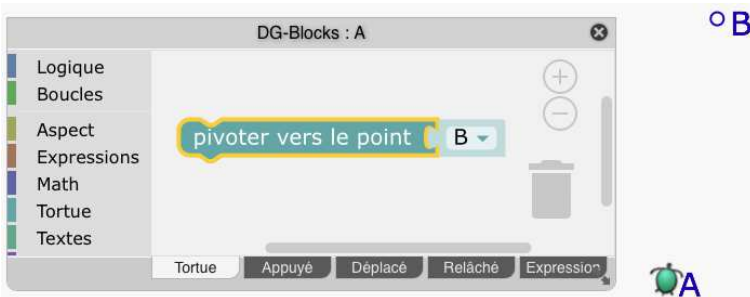 DG-Blocks : A
B
Logique
Boucles
Aspect
Expressions
Math
Tortue
Textes
pivoter vers le point B
Tortue Appuyé Déplacé Relâché Expression
A